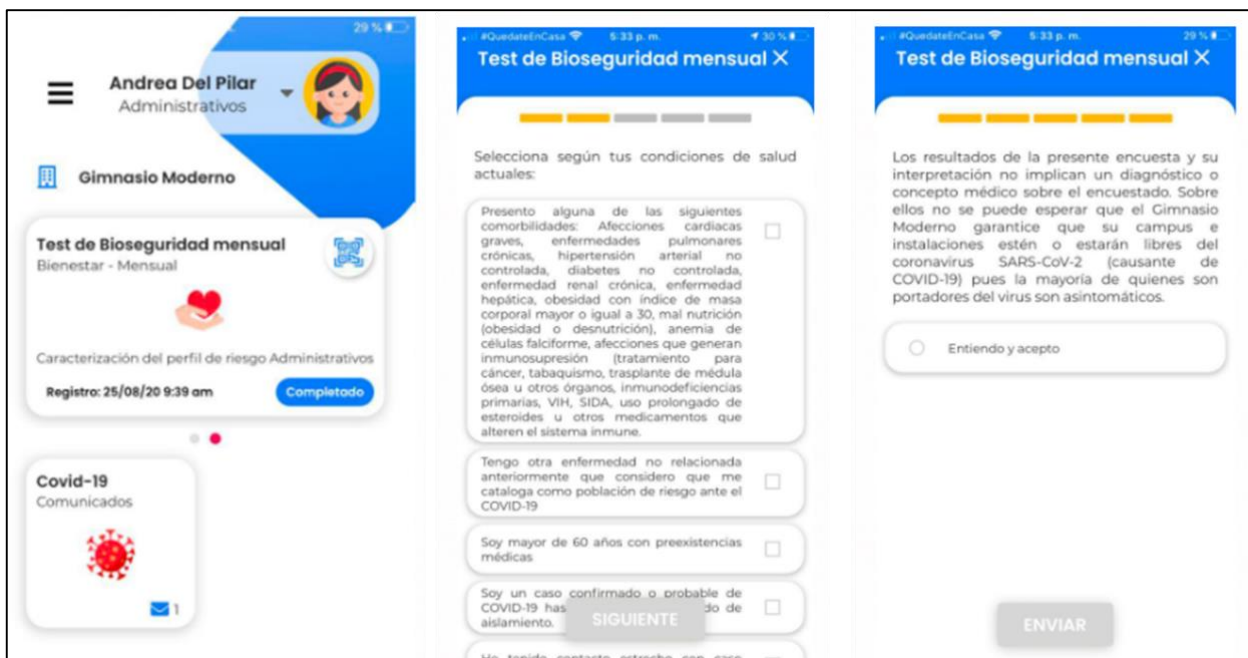 29 %
Andrea Del Pilar
Administrativos
Gimnasio Moderno
Test de Bioseguridad mensual
Bienestar - Mensual
Caracterización del perfil de riesgo Administrativos
Registro: 25/08/20 9:39 am
Completado
Covid-19
Comunicados
1
#QuedateEnCasa 5:33 p. m. 30 %
Test de Bioseguridad mensual X
Selecciona según tus condiciones de salud
actuales:
Presento alguna de las siguientes
comorbilidades: Afecciones cardiacas
graves, enfermedades pulmonares
crónicas, hipertensión arterial no
controlada, diabetes no controlada,
enfermedad renal crónica, enfermedad
hepática, obesidad con índice de masa
corporal mayor o igual a 30, mal nutrición
(obesidad o desnutrición), anemia de
células falciforme, afecciones que generan
inmunosupresión (tratamiento para
cáncer, tabaquismo, trasplante de médula
ósea u otros órganos, inmunodeficiencias
primarias, VIH, SIDA, uso prolongado de
esteroides u otros medicamentos que
alteren el sistema inmune.
Tengo otra enfermedad no relacionada
anteriormente que considero que me
cataloga como población de riesgo ante el
COVID-19
Soy mayor de 60 años con preexistencias
médicas
Soy un caso confirmado o probable de
COVID-19 has do de
aislamiento.
SIGUIENTE
He tenido contacto estrecho con caso
#QuedateEnCasa 5:33 p. m. 29 %
Test de Bioseguridad mensual X
Los resultados de la presente encuesta y su
interpretación no implican un diagnóstico o
concepto médico sobre el encuestado. Sobre
ellos no se puede esperar que el Gimnasio
Moderno garantice que su campus e
instalaciones estén o estarán libres del
coronavirus SARS-CoV-2 (causante de
COVID-19) pues la mayoría de quienes son
portadores del virus son asintomáticos.
Entiendo y acepto
ENVIAR